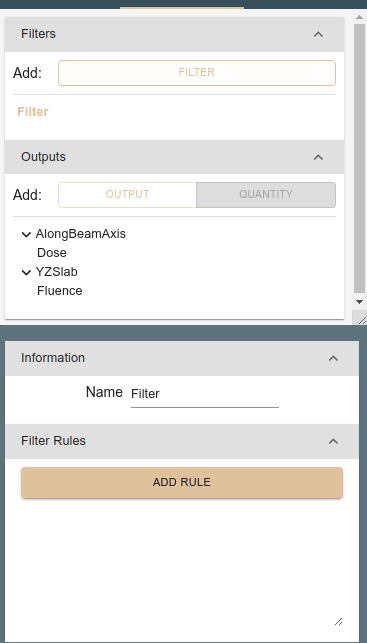 Filters
Add: FILTER
Filter
Outputs
Add: OUTPUT QUANTITY
AlongBeamAxis
Dose
YZSlab
Fluence
Information
Name Filter
Filter Rules
ADD RULE